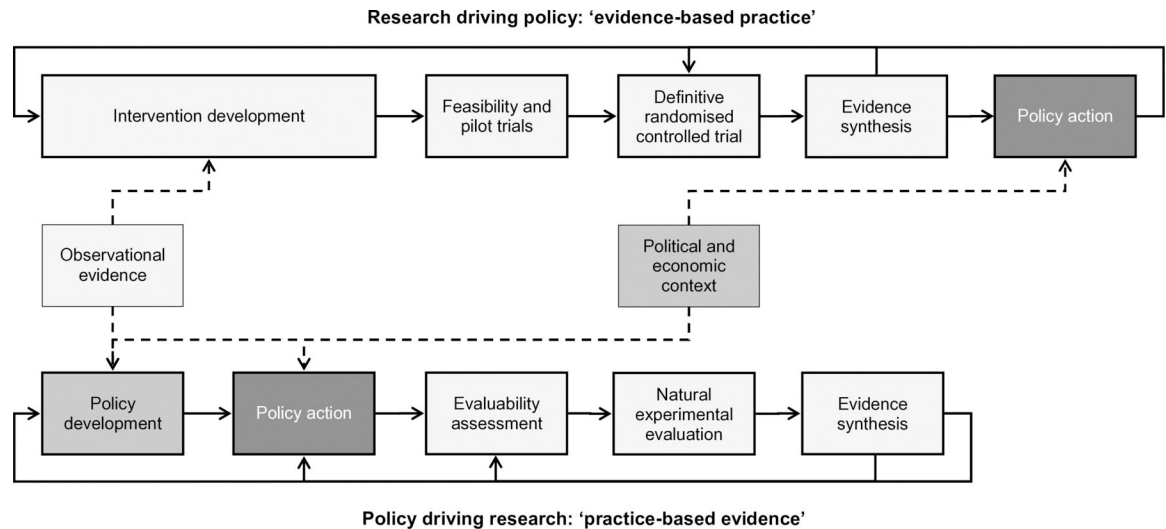 Research driving policy: ‘evidence-based practice’
Intervention development
Feasibility and
pilot trials
Definitive
randomised
controlled trial
Evidence
synthesis
Policy action
Observational
evidence
Political and
economic
context
Policy
development
Policy action
Evaluability
assessment
Natural
experimental
evaluation
Evidence
synthesis
Policy driving research: ‘practice-based evidence’